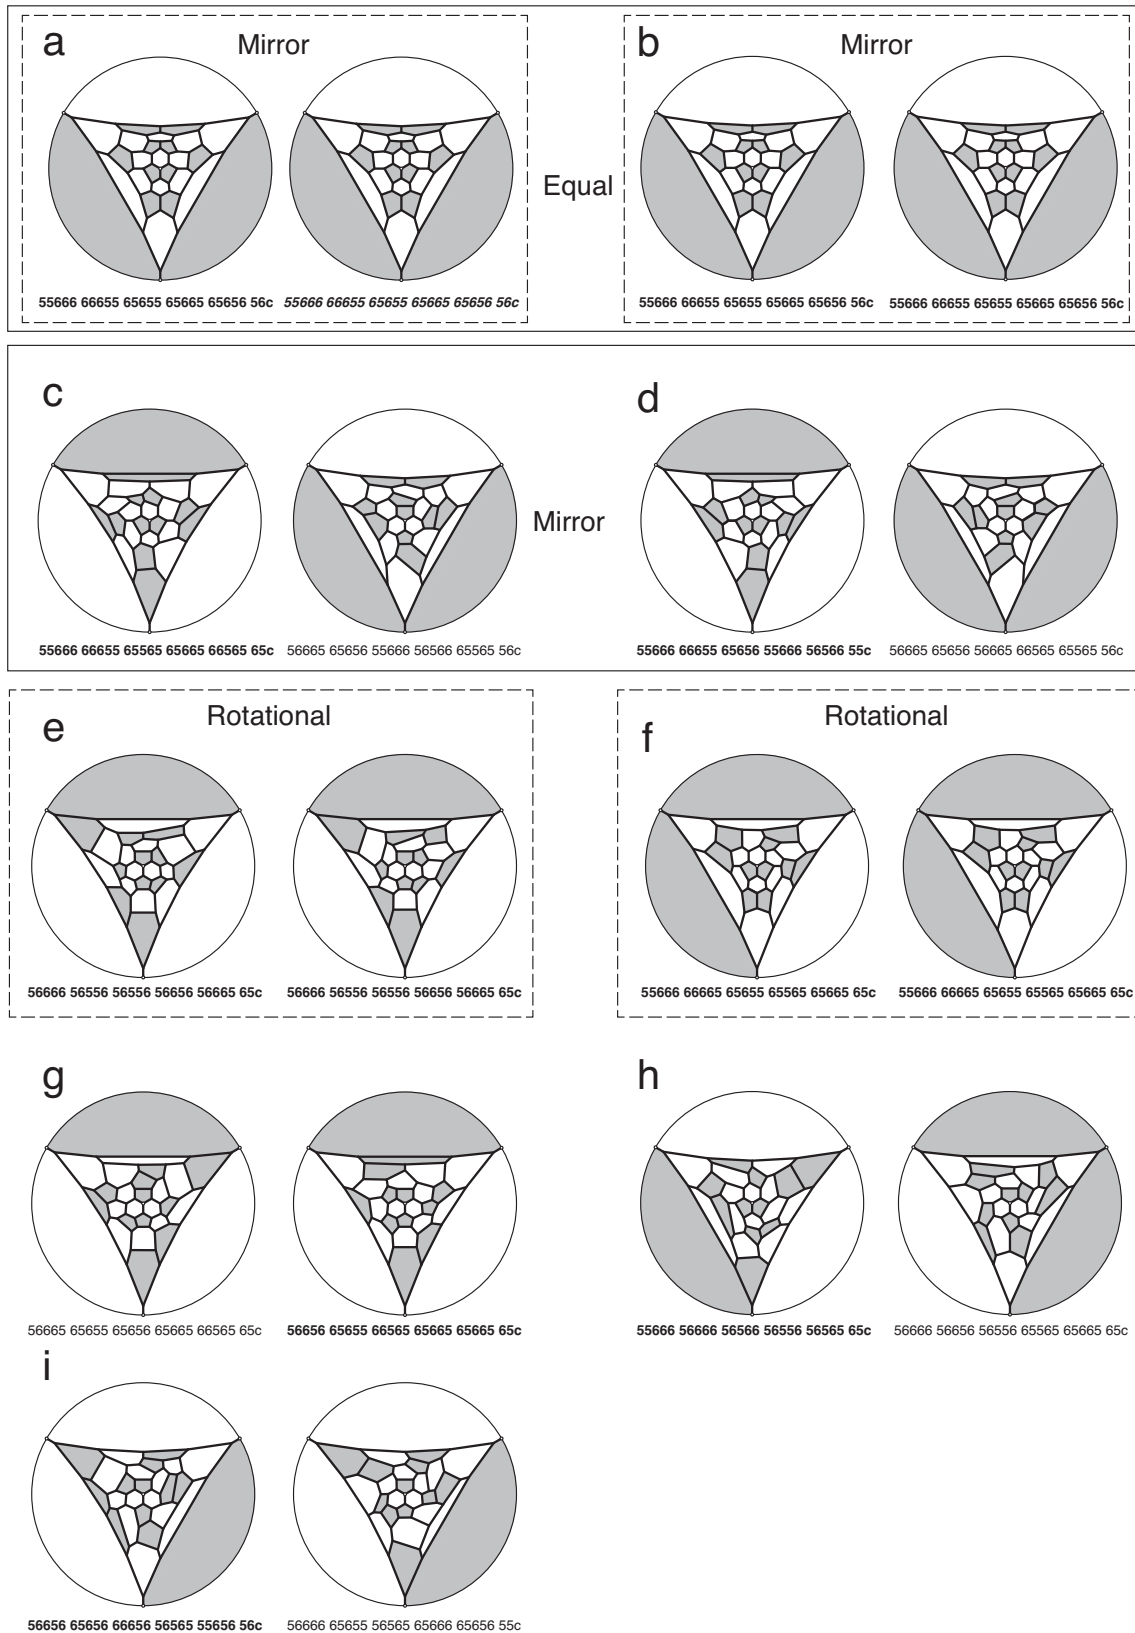 a Mirror
b Mirror
Equal
55666 66655 65655 65665 65656 56c
55666 66655 65655 65665 65656 56c
55666 66655 65655 65665 65656 56c
55666 66655 65655 65665 65656 56c
c
d
Mirror
55666 66655 65565 65665 66565 65c
56665 65656 55666 56566 65565 56c
55666 66655 65656 55666 56566 55c
56665 65656 56665 66565 65565 56c
e Rotational
f Rotational
56666 56556 56556 56656 56665 65c
56666 56556 56556 56656 56665 65c
55666 66665 65655 65565 65665 65c
55666 66665 65655 65565 65665 65c
g
h
56665 65655 65656 65665 66565 65c
56656 65655 66565 65665 65665 65c
55666 56666 56566 56556 56565 65c
56666 56656 56556 65565 65665 65c
i
56656 65656 66656 56565 55656 56c
56666 65655 56565 65666 65656 55c